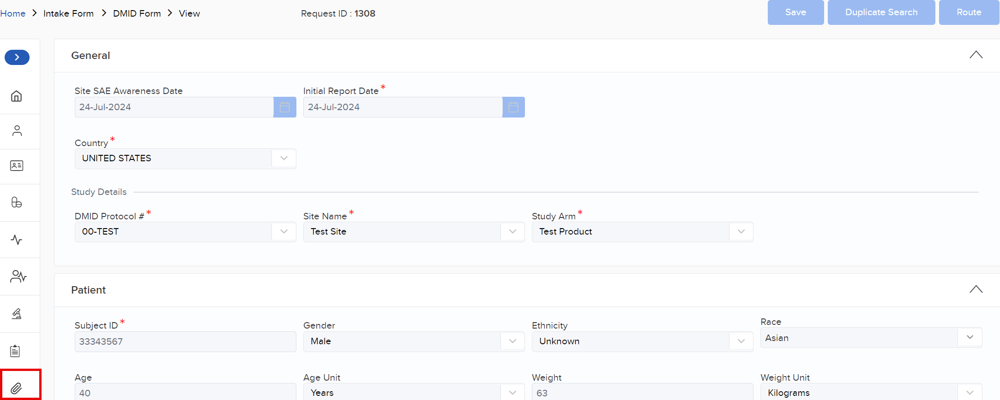 Home > Intake Form > DMID Form > View Request ID : 1308 Save Duplicate Search Route
General
Site SAE Awareness Date Initial Report Date *
24-Jul-2024 24-Jul-2024
Country *
UNITED STATES
Study Details
DMID Protocol # * Site Name * Study Arm *
00-TEST Test Site Test Product
Patient
Subject ID * Gender Ethnicity Race
33343567 Male Unknown Asian
Age Age Unit Weight Weight Unit
40 Years 63 Kilograms